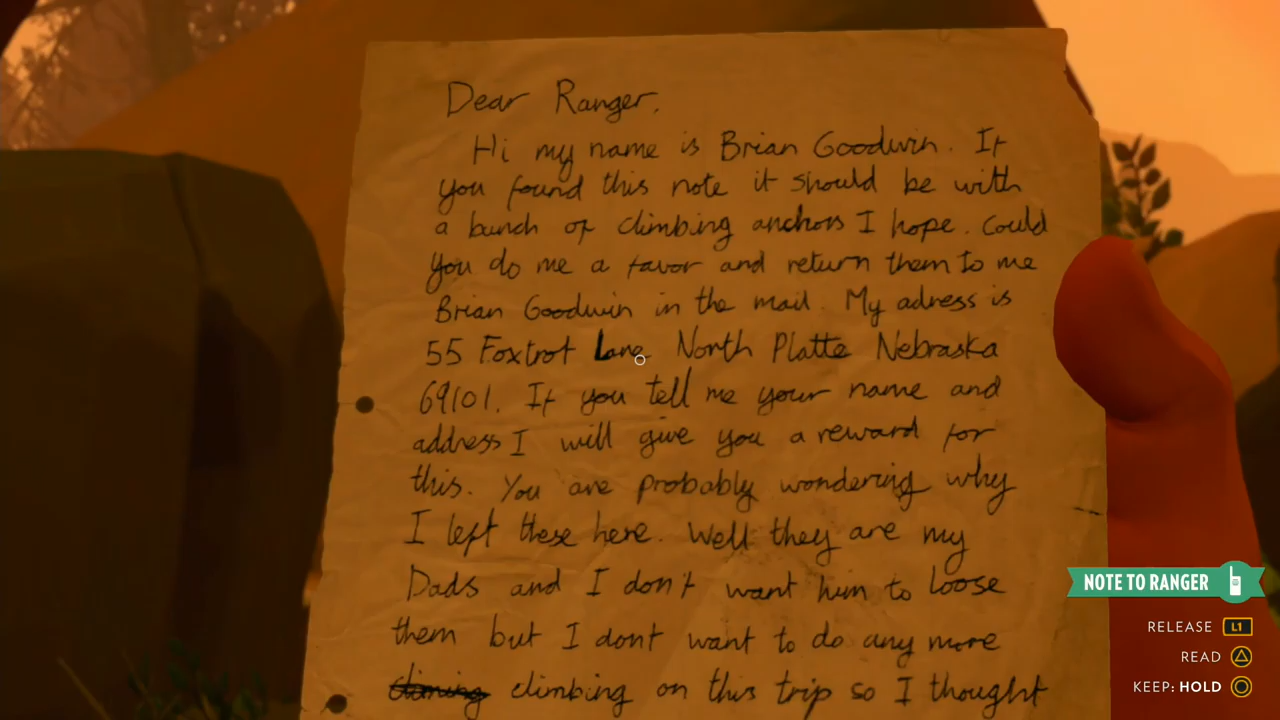 Dear Ranger,
Hi my name is Brian Goodwin. If
you found this note it should be with
a bunch of climbing anchors I hope. Could
you do me a favor and return them to me
Brian Goodwin in the mail. My adress is
55 Foxtrot Lane North Platte Nebraska
69101. If you tell me your name and
address I will give you a reward for
this. You are probably wondering why
I left these here. Well they are my
Dads and I don't want him to loose
them but I dont want to do any more
climing climbing on this trip so I thought
NOTE TO RANGER
RELEASE L1
READ
KEEP: HOLD